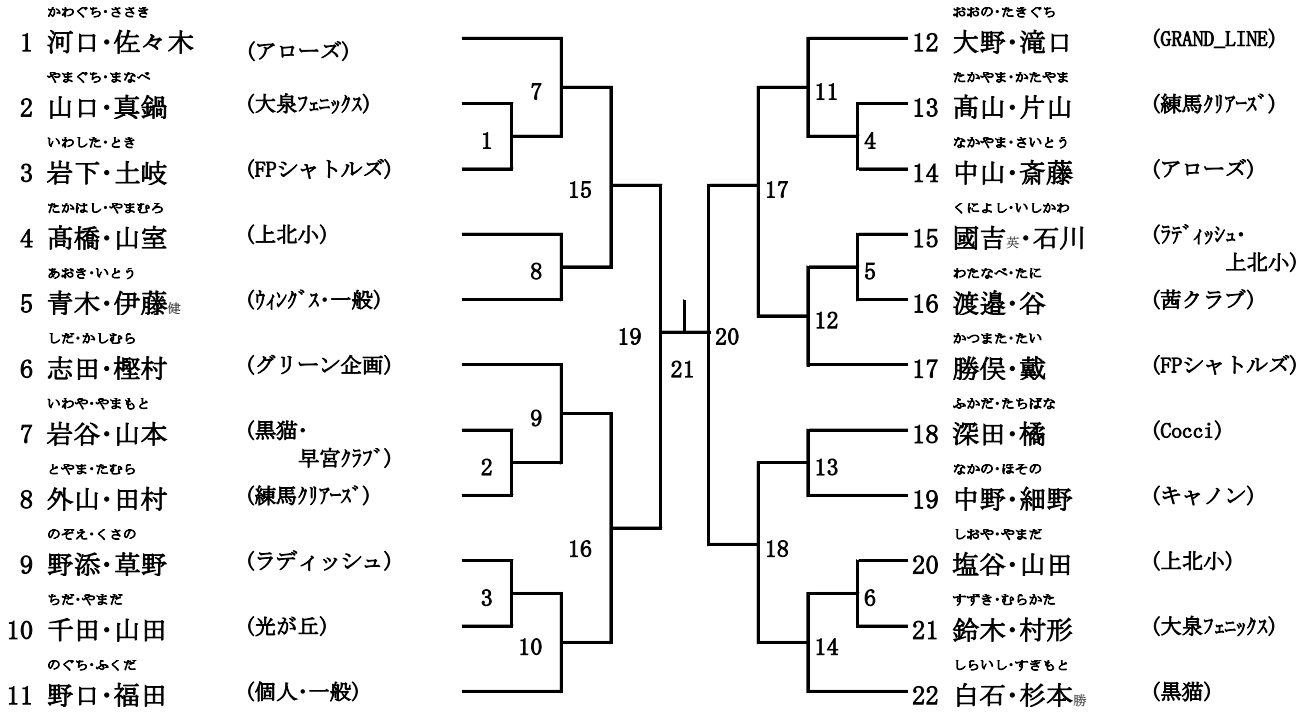 かわぐち・ささき
1 河口・佐々木 (アローズ)
やまぐち・まなべ
2 山口・真鍋 (大泉ﾌｪﾆｯｸｽ)
いわした・とき
3 岩下・土岐 (FPシャトルズ)
たかはし・やまむろ
4 髙橋・山室 (上北小)
あおき・いとう
5 青木・伊藤健 (ｳｨﾝｸﾞｽ・一般)
しだ・かしむら
6 志田・樫村 (グリーン企画)
いわや・やまもと
7 岩谷・山本 (黒猫・
早宮ｸﾗﾌﾞ)
とやま・たむら
8 外山・田村 (練馬ｸﾘｱｰｽﾞ)
のぞえ・くさの
9 野添・草野 (ラディッシュ)
ちだ・やまだ
10 千田・山田 (光が丘)
のぐち・ふくだ
11 野口・福田 (個人・一般)
7
1
15
8
19
9
2
16
3
10
21
20
11
4
17
5
12
13
18
6
14
おおの・たきぐち
12 大野・滝口 (GRAND_LINE)
たかやま・かたやま
13 髙山・片山 (練馬ｸﾘｱｰｽﾞ)
なかやま・さいとう
14 中山・斎藤 (アローズ)
くによし・いしかわ
15 國吉英・石川 (ﾗﾃﾞｨｯｼｭ・
上北小)
わたなべ・たに
16 渡邉・谷 (茜クラブ)
かつまた・たい
17 勝俣・戴 (FPシャトルズ)
ふかだ・たちばな
18 深田・橘 (Cocci)
なかの・ほその
19 中野・細野 (キャノン)
しおや・やまだ
20 塩谷・山田 (上北小)
すずき・むらかた
21 鈴木・村形 (大泉ﾌｪﾆｯｸｽ)
しらいし・すぎもと
22 白石・杉本勝 (黒猫)